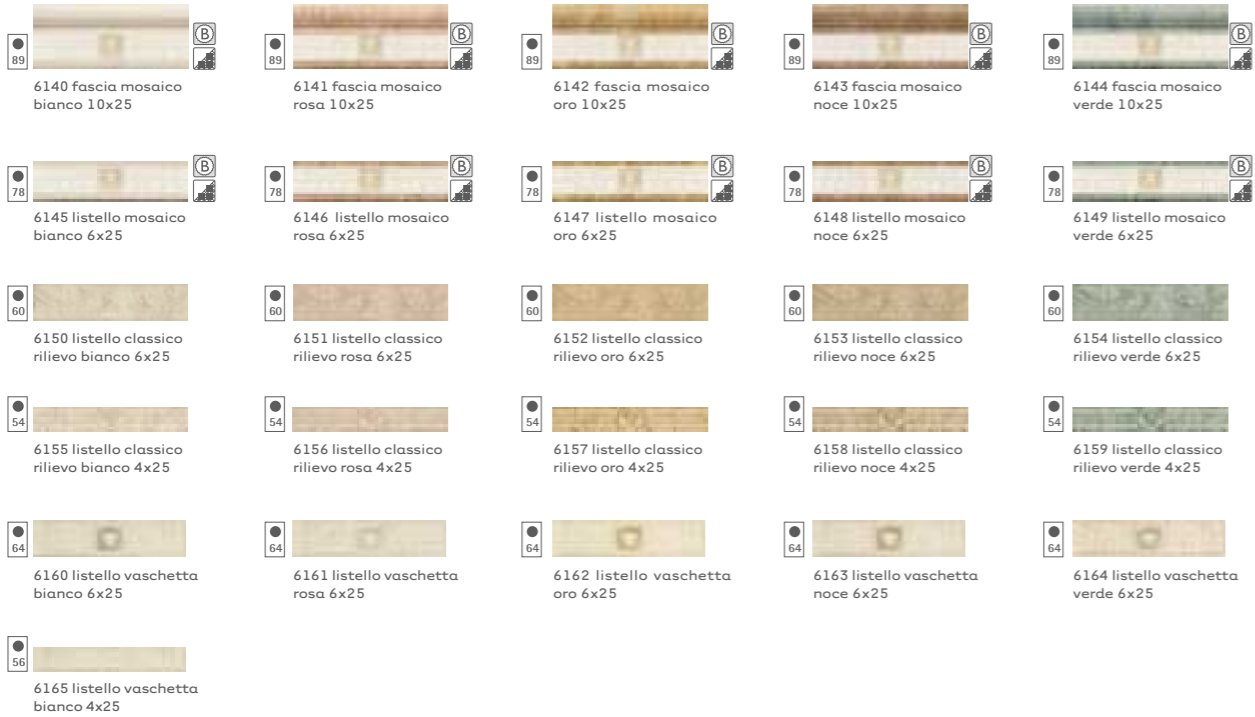 89
B
6140 fascia mosaico
bianco 10x25
89
B
6141 fascia mosaico
rosa 10x25
89
B
6142 fascia mosaico
oro 10x25
89
B
6143 fascia mosaico
noce 10x25
89
B
6144 fascia mosaico
verde 10x25
78
B
6145 listello mosaico
bianco 6x25
78
B
6146 listello mosaico
rosa 6x25
78
B
6147 listello mosaico
oro 6x25
78
B
6148 listello mosaico
noce 6x25
78
B
6149 listello mosaico
verde 6x25
60
6150 listello classico
rilievo bianco 6x25
60
6151 listello classico
rilievo rosa 6x25
60
6152 listello classico
rilievo oro 6x25
60
6153 listello classico
rilievo noce 6x25
60
6154 listello classico
rilievo verde 6x25
54
6155 listello classico
rilievo bianco 4x25
54
6156 listello classico
rilievo rosa 4x25
54
6157 listello classico
rilievo oro 4x25
54
6158 listello classico
rilievo noce 4x25
54
6159 listello classico
rilievo verde 4x25
64
6160 listello vaschetta
bianco 6x25
64
6161 listello vaschetta
rosa 6x25
64
6162 listello vaschetta
oro 6x25
64
6163 listello vaschetta
noce 6x25
64
6164 listello vaschetta
verde 6x25
56
6165 listello vaschetta
bianco 4x25